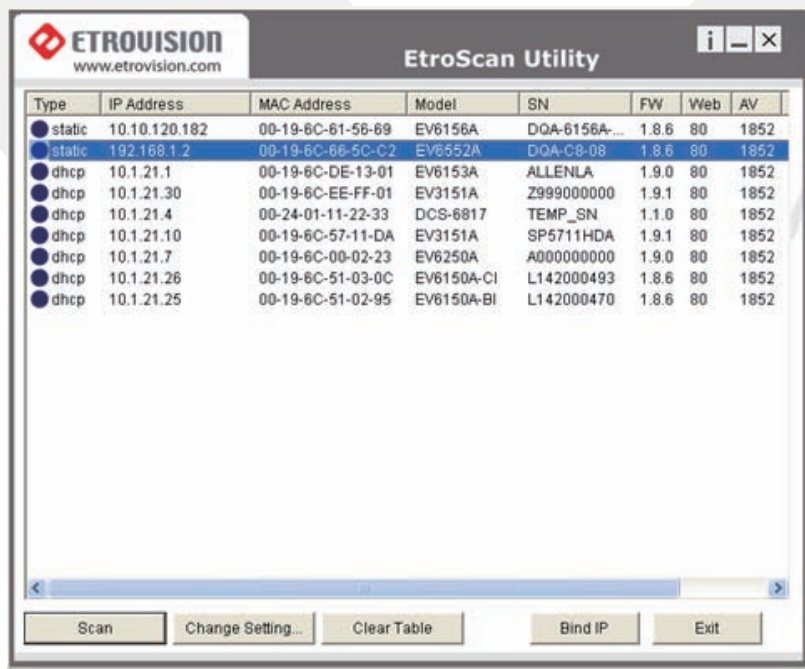 ETROVISION
www.etrovision.com
EtroScan Utility
Type IP Address MAC Address Model SN FW Web AV
static 10.10.120.182 00-19-6C-61-56-69 EV6156A DQA-6156A-... 1.8.6 80 1852
static 192.168.1.2 00-19-6C-66-5C-C2 EV6552A DQA-C8-08 1.8.6 80 1852
dhcp 10.1.21.1 00-19-6C-DE-13-01 EV6153A ALLENLA 1.9.0 80 1852
dhcp 10.1.21.30 00-19-6C-EE-FF-01 EV3151A Z999000000 1.9.1 80 1852
dhcp 10.1.21.4 00-24-01-11-22-33 DCS-6817 TEMP_SN 1.1.0 80 1852
dhcp 10.1.21.10 00-19-6C-57-11-DA EV3151A SP5711HDA 1.9.1 80 1852
dhcp 10.1.21.7 00-19-6C-00-02-23 EV6250A A000000000 1.9.0 80 1852
dhcp 10.1.21.26 00-19-6C-51-03-0C EV6150A-CI L142000493 1.8.6 80 1852
dhcp 10.1.21.25 00-19-6C-51-02-95 EV6150A-BI L142000470 1.8.6 80 1852
Scan Change Setting... Clear Table Bind IP Exit